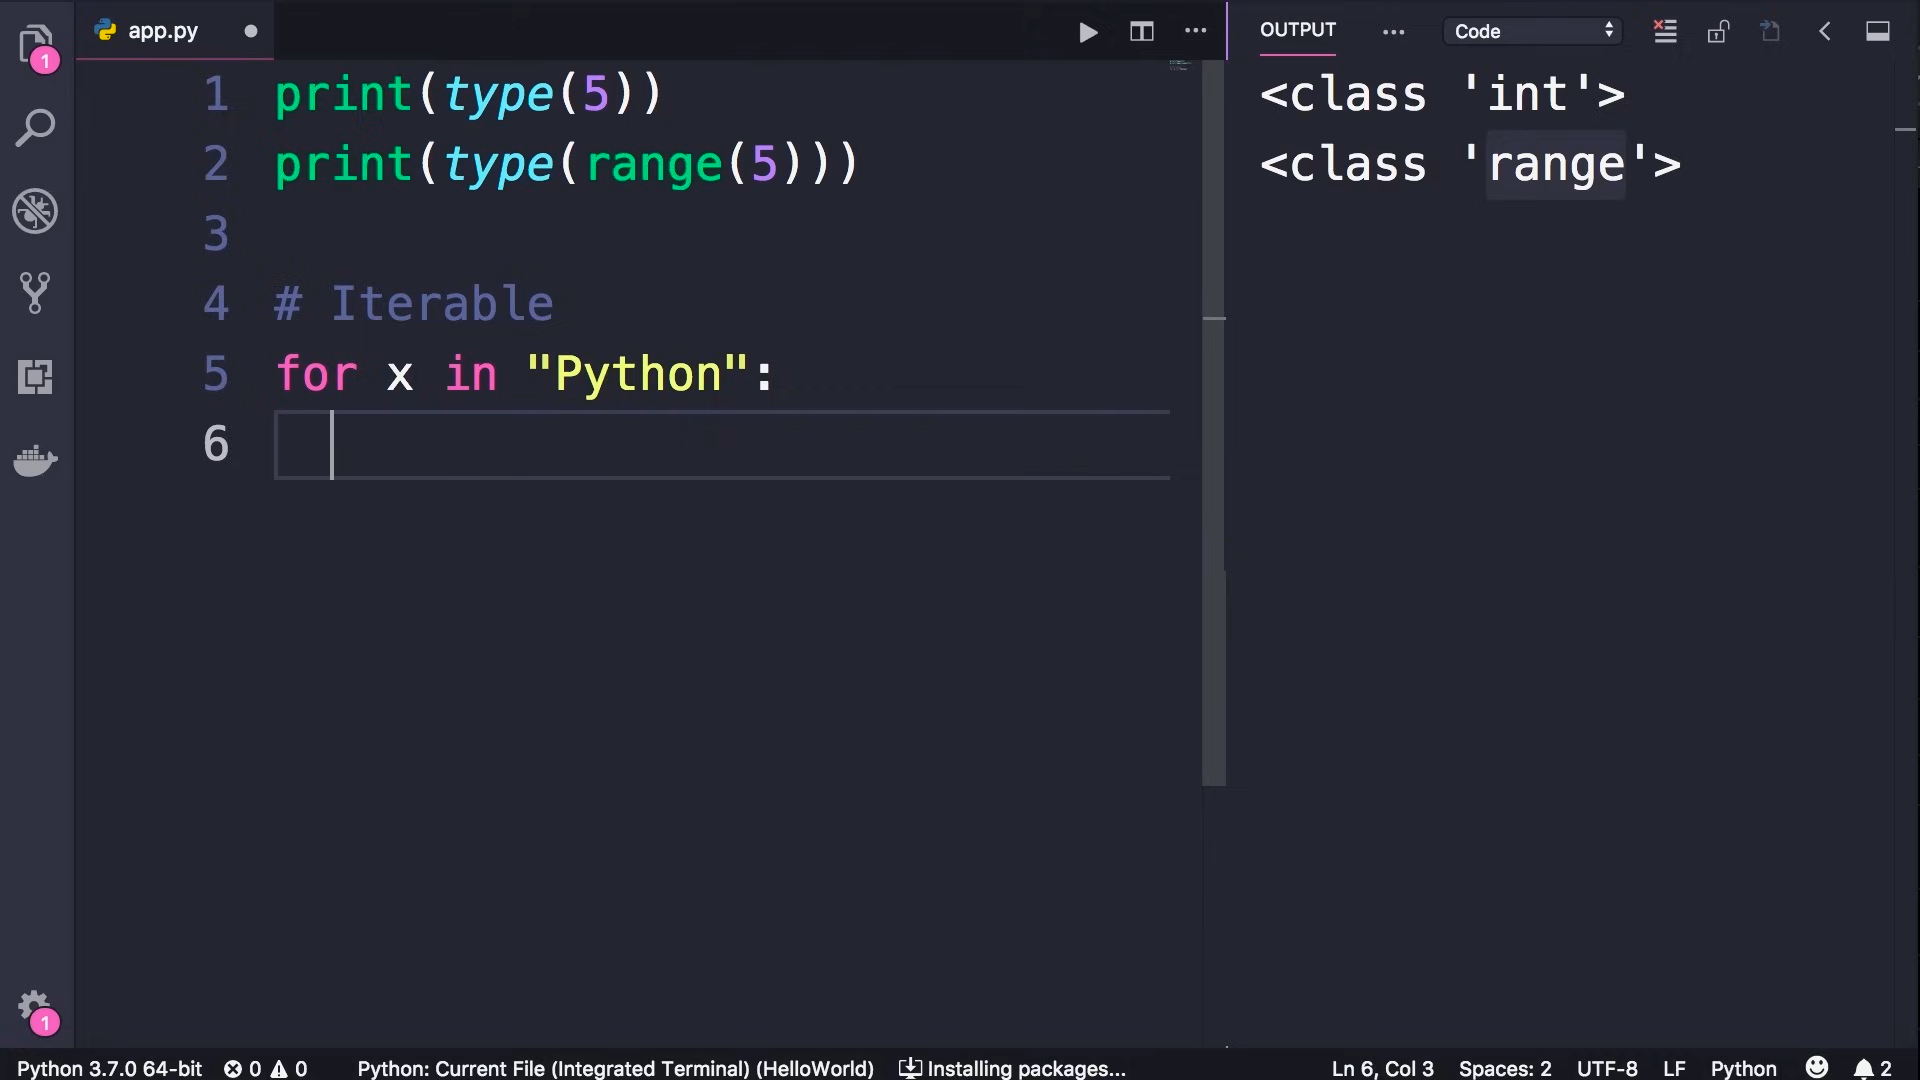 app.py
OUTPUT
Code
1 print(type(5))
2 print(type(range(5)))
3
4 # Iterable
5 for x in "Python":
6
<class 'int'>
<class 'range'>
1
1
Python 3.7.0 64-bit 0 0 Python: Current File (Integrated Terminal) (HelloWorld) Installing packages... Ln 6, Col 3 Spaces: 2 UTF-8 LF Python 2